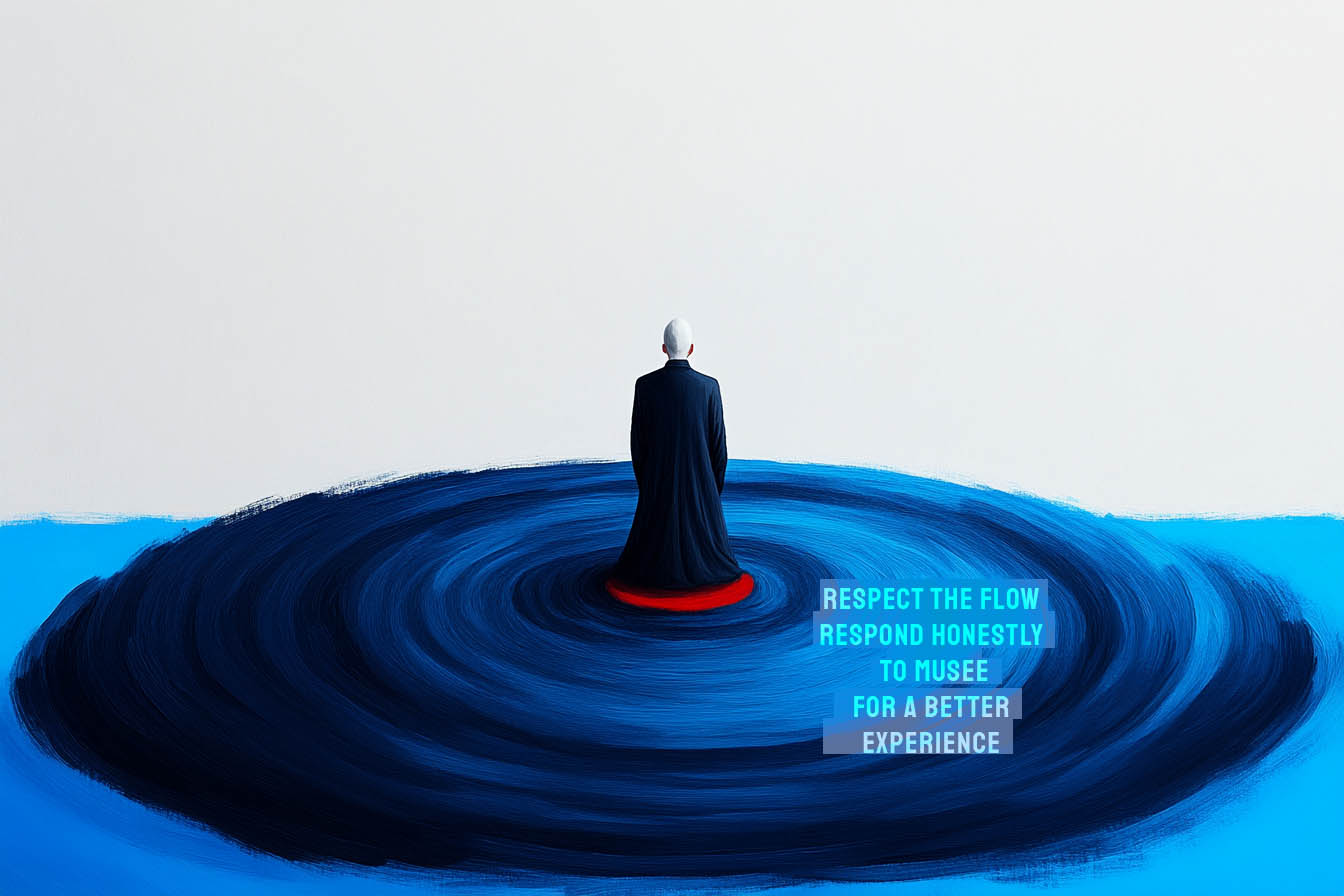 RESPECT THE FLOW
RESPOND HONESTLY
TO MUSEE
FOR A BETTER
EXPERIENCE